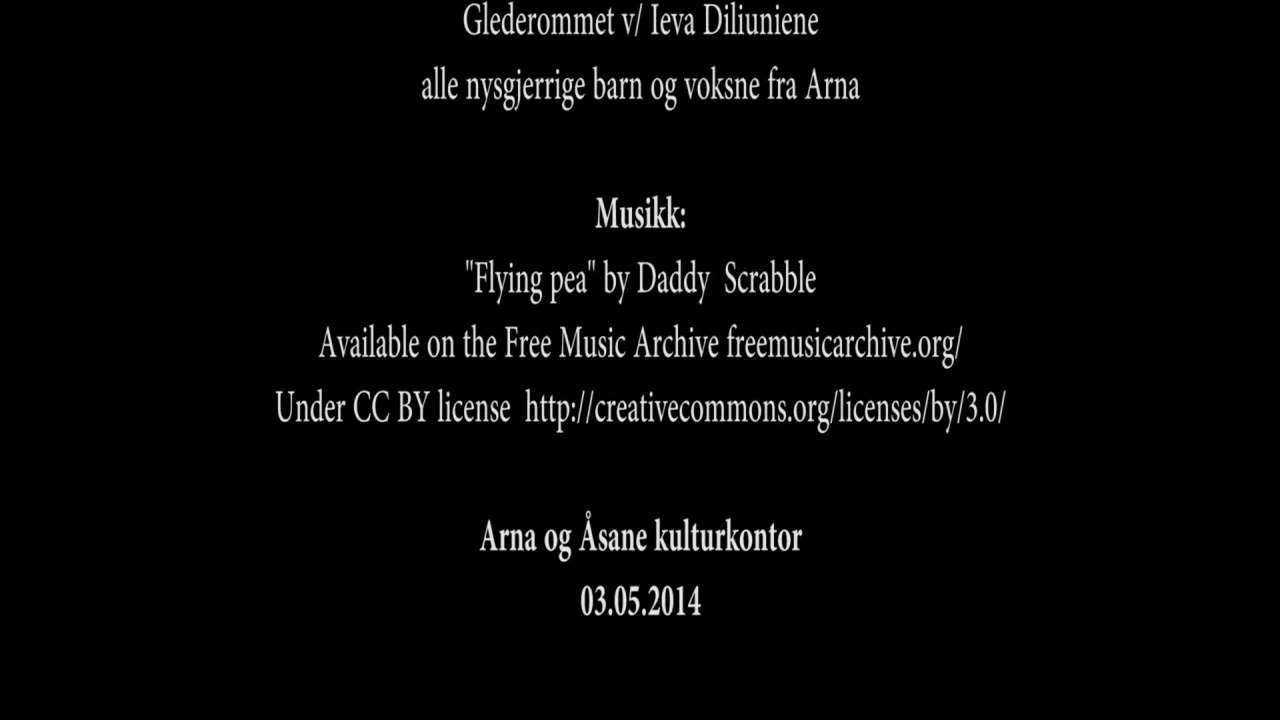 Glederommet v/ Ieva Diliuniene
alle nysgjerrige barn og voksne fra Arna
Musikk:
"Flying pea" by Daddy  Scrabble
Available on the Free Music Archive freemusicarchive.org/
Under CC BY license  http://creativecommons.org/licenses/by/3.0/
Arna og Åsane kulturkontor
03.05.2014